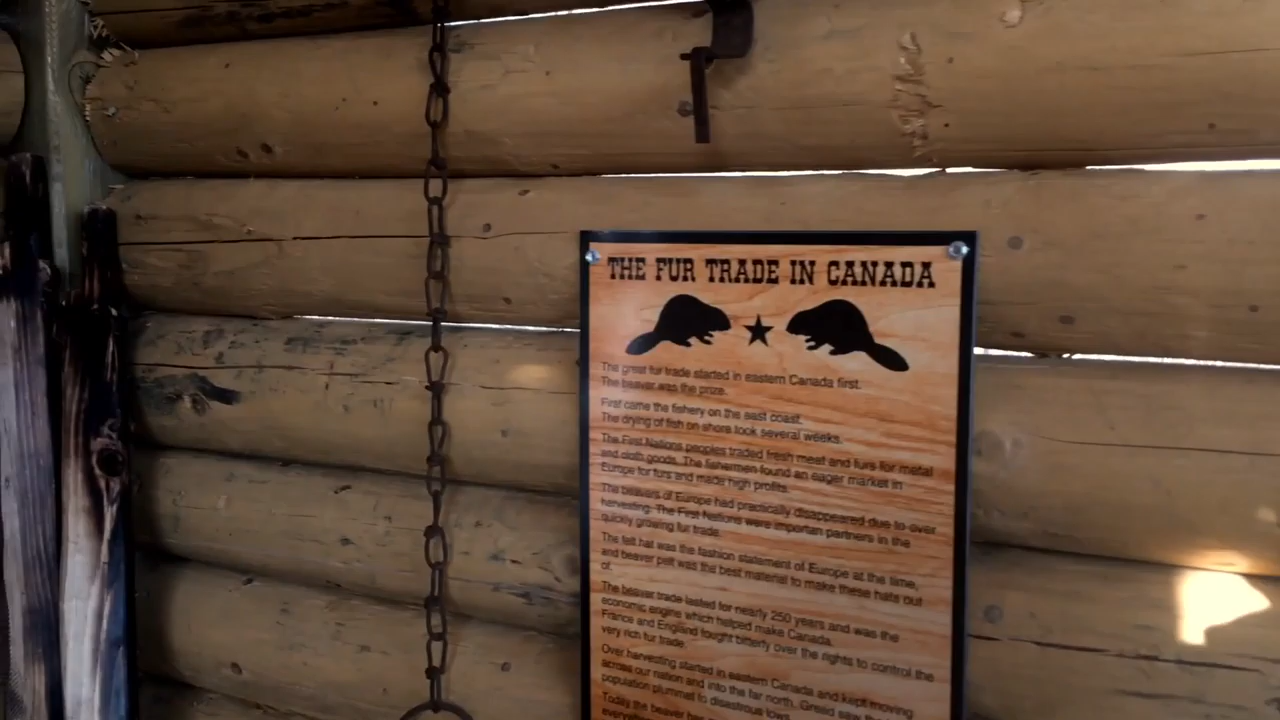 THE FUR TRADE IN CANADA
The great fur trade started in eastern Canada first.
The beaver was the prize.
First came the fishery on the east coast.
The drying of fish on shore took several weeks.
The First Nations peoples traded fresh meat and furs for metal
and cloth goods. The fishermen found an eager market in
Europe for furs and made high profits.
The beavers of Europe had practically disappeared due to over
harvesting. The First Nations were important partners in the
quickly growing fur trade.
The felt hat was the fashion statement of Europe at the time,
and beaver pelt was the best material to make these hats out
of.
The beaver trade lasted for nearly 250 years and was the
economic engine which helped make Canada.
France and England fought bitterly over the rights to control the
very rich fur trade.
Over harvesting started in eastern Canada and kept moving
across our nation and into the far north. Greed saw the
population plummet to disastrous lows.
Today the beaver has